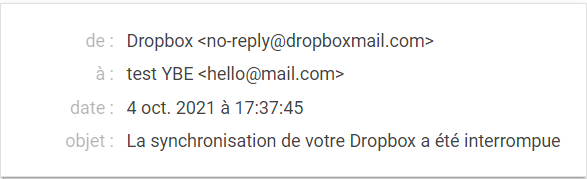 de : Dropbox <no-reply@dropboxmail.com>
à : test YBE <hello@mail.com>
date : 4 oct. 2021 à 17:37:45
objet : La synchronisation de votre Dropbox a été interrompue